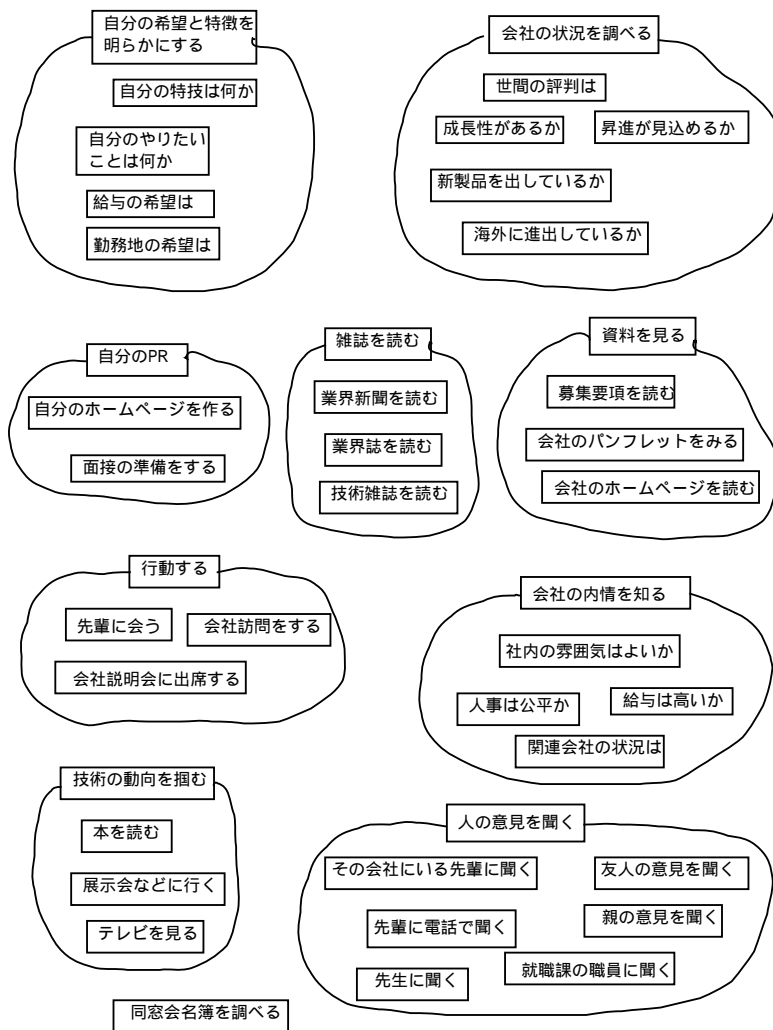 自分の希望と特徴を
明らかにする
自分の特技は何か
自分のやりたい
ことは何か
給与の希望は
勤務地の希望は
会社の状況を調べる
世間の評判は
成長性があるか
昇進が見込めるか
新製品を出しているか
海外に進出しているか
自分のPR
自分のホームページを作る
面接の準備をする
雑誌を読む
業界新聞を読む
業界誌を読む
技術雑誌を読む
資料を見る
募集要項を読む
会社のパンフレットをみる
会社のホームページを読む
行動する
先輩に会う
会社訪問をする
会社説明会に出席する
会社の内情を知る
社内の雰囲気はよいか
人事は公平か
給与は高いか
関連会社の状況は
技術の動向を掴む
本を読む
展示会などに行く
テレビを見る
人の意見を聞く
その会社にいる先輩に聞く
友人の意見を聞く
先輩に電話で聞く
親の意見を聞く
先生に聞く
就職課の職員に聞く
同窓会名簿を調べる